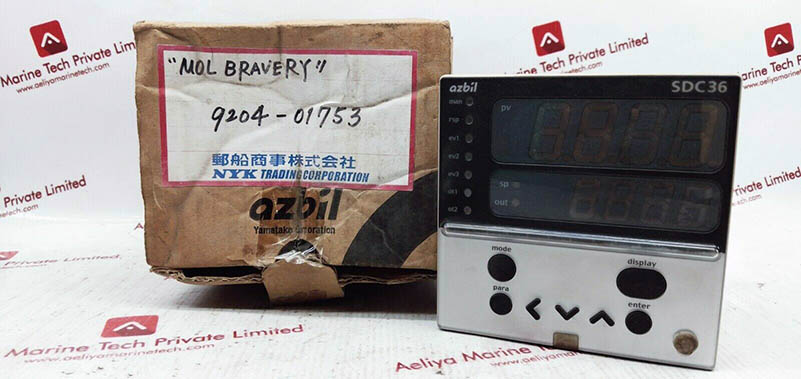 "MOL BRAVERY"
9204-01753
郵船商事株式会社
NYK TRADING CORPORATION
azbil
Yamatake Corporation
azbil
SDC36
man
rsp
ev1
ev2
ev3
ot1
ot2
pv
sp
out
mode
display
para
enter
Marine Tech Private Limited
www.aeliyamarinetech.com
Aeliya Marine Tech Private Limited